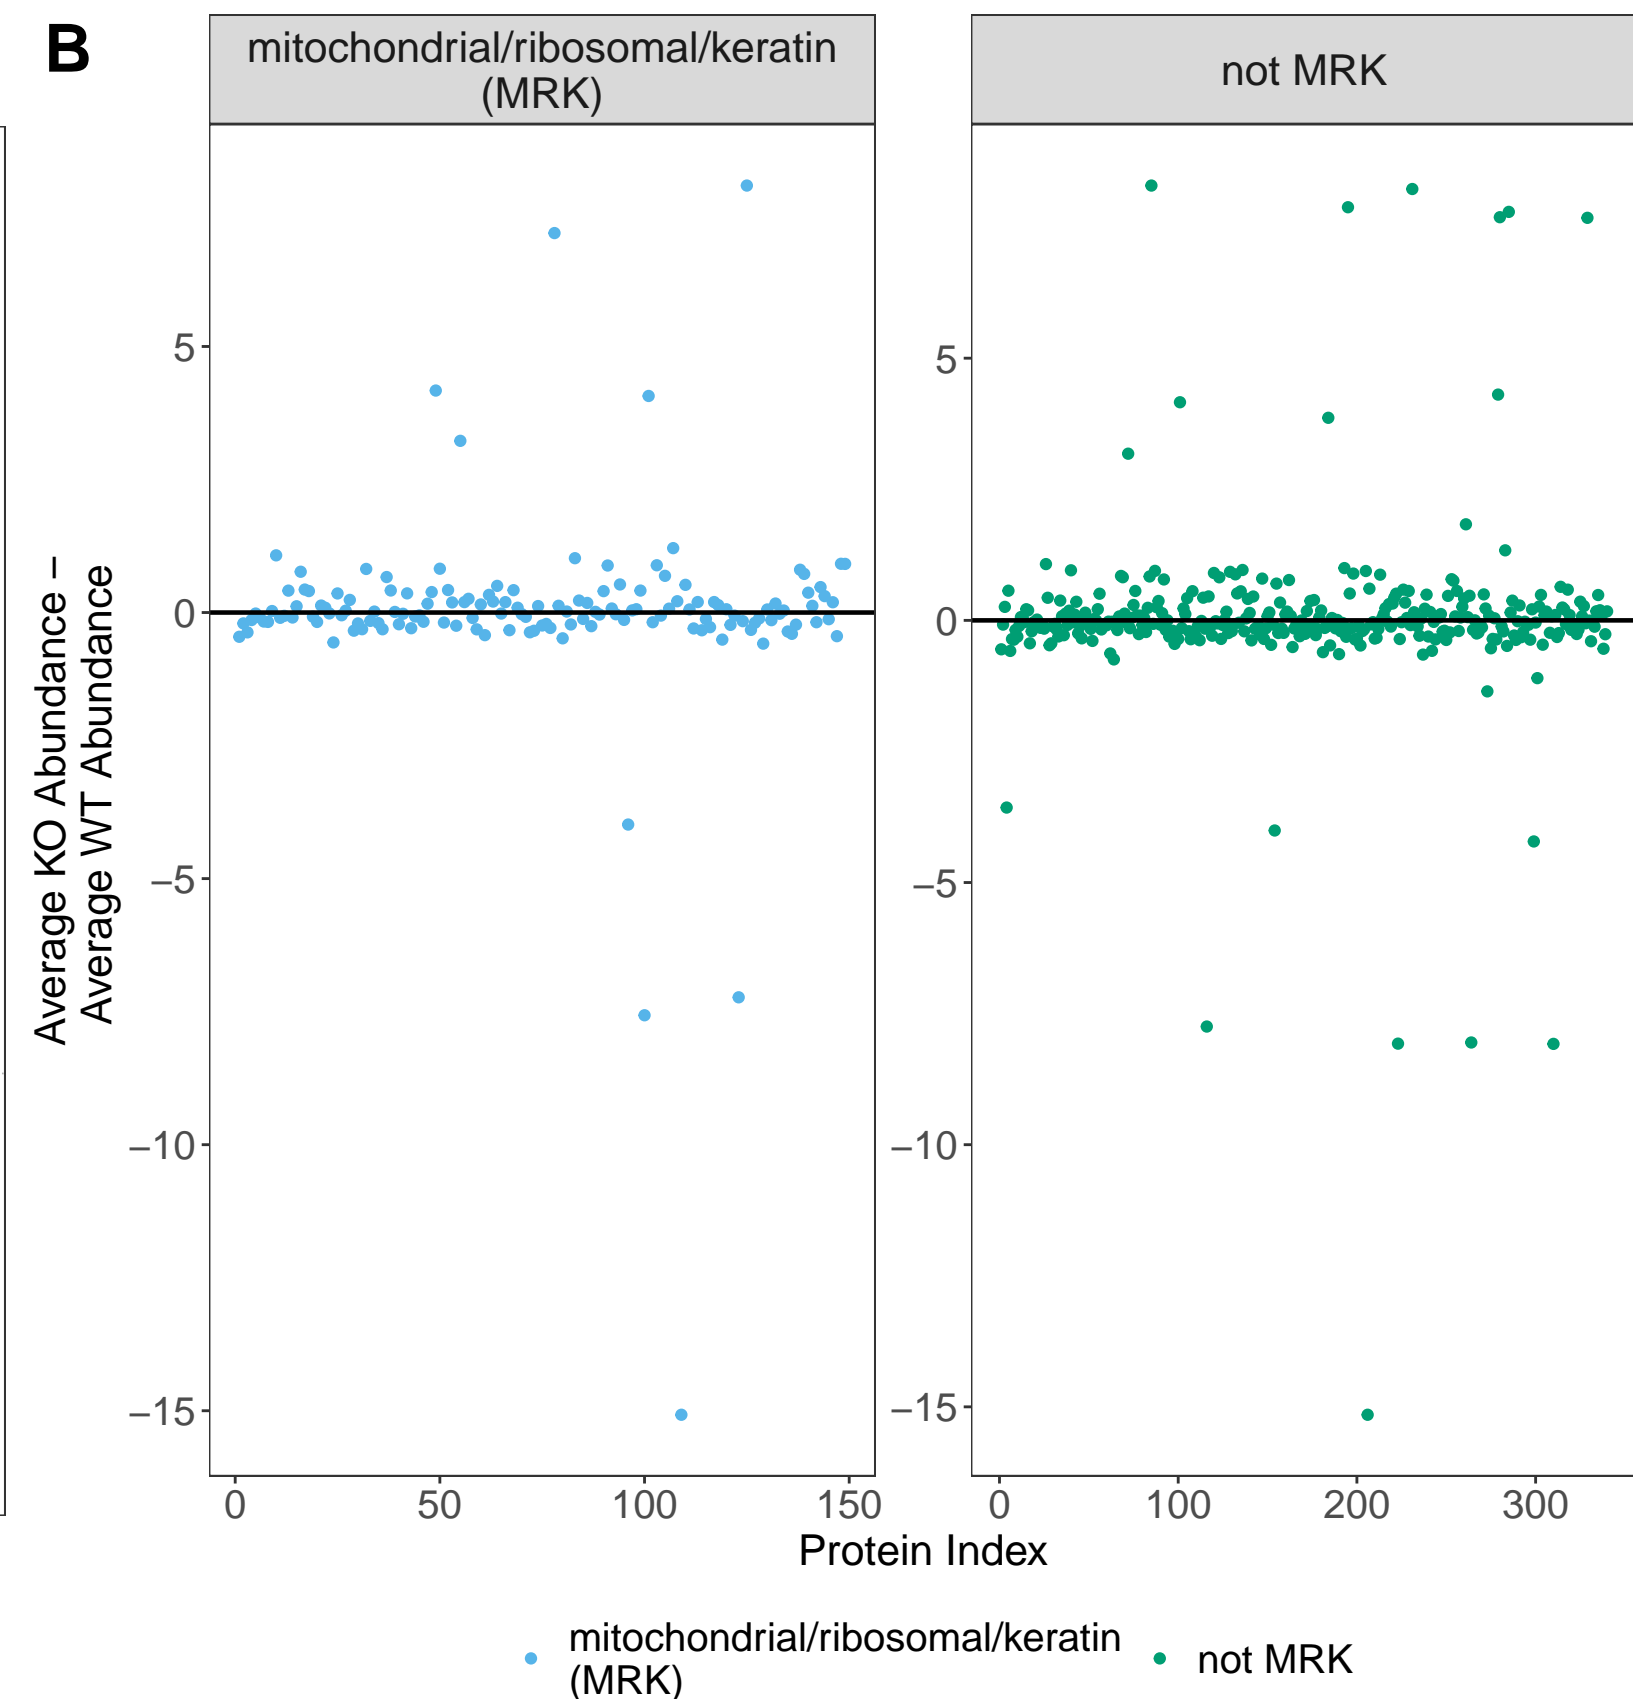 B
mitochondrial/ribosomal/keratin
(MRK)
not MRK
Average KO Abundance –
Average WT Abundance
5
0
−5
−10
−15
5
0
−5
−10
−15
0 50 100 150
0 100 200 300
Protein Index
mitochondrial/ribosomal/keratin
(MRK)
not MRK